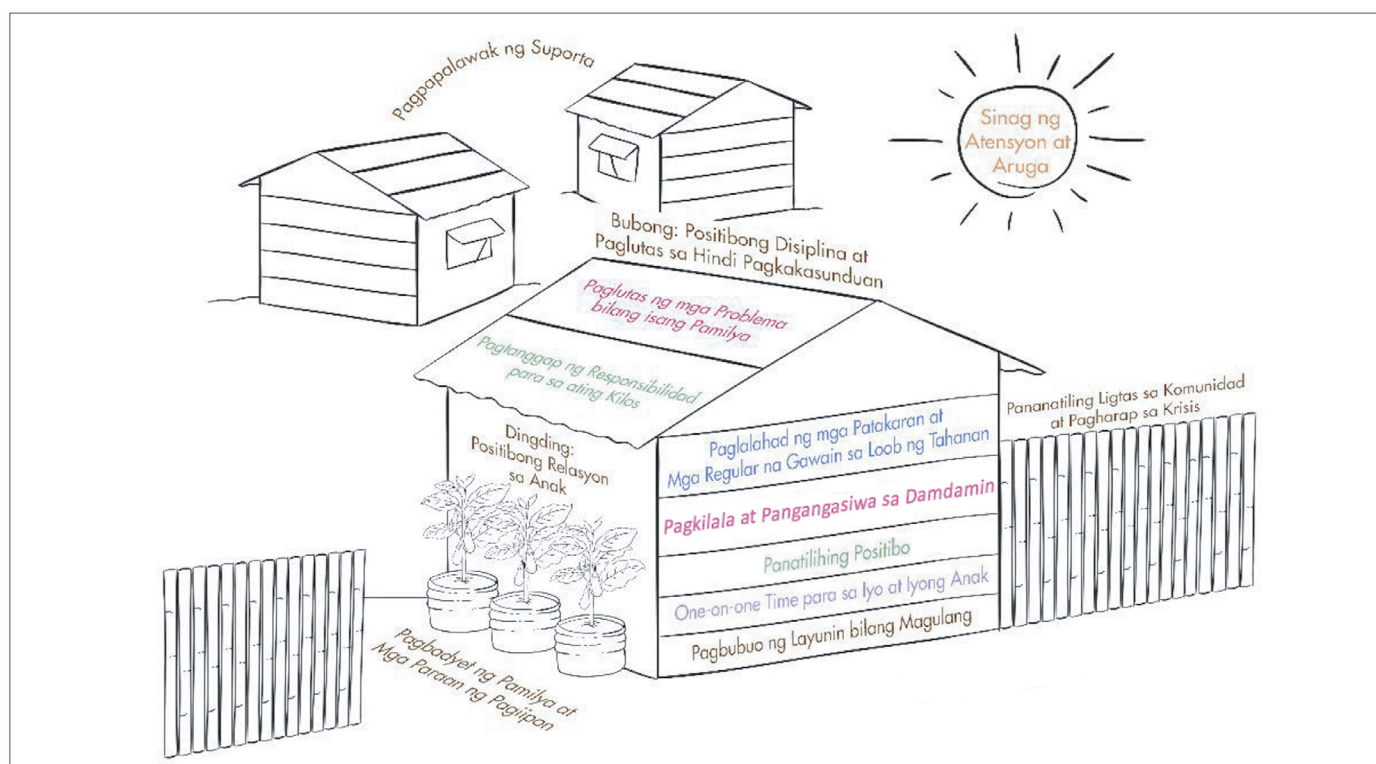 Pagpapalawak ng Suporta
Sinag ng
Atensyon at
Aruga
Bubong: Positibong Disiplina at
Paglutas sa Hindi Pagkakasunduan
Paglutas ng mga Problema
bilang isang Pamilya
Pagtanggap ng Responsibilidad
para sa ating Kilos
Dingding:
Positibong Relasyon
sa Anak
Paglalahad ng mga Patakaran at
Mga Regular na Gawain sa Loob ng Tahanan
Pagkilala at Pangangasiwa sa Damdamin
Panatilihing Positibo
One-on-one Time para sa Iyo at Iyong Anak
Pagbubuo ng Layunin bilang Magulang
Pananatiling Ligtas sa Komunidad
at Pagharap sa Krisis
Pagbadyet ng Pamilya at
Mga Paraan ng Pagiipon